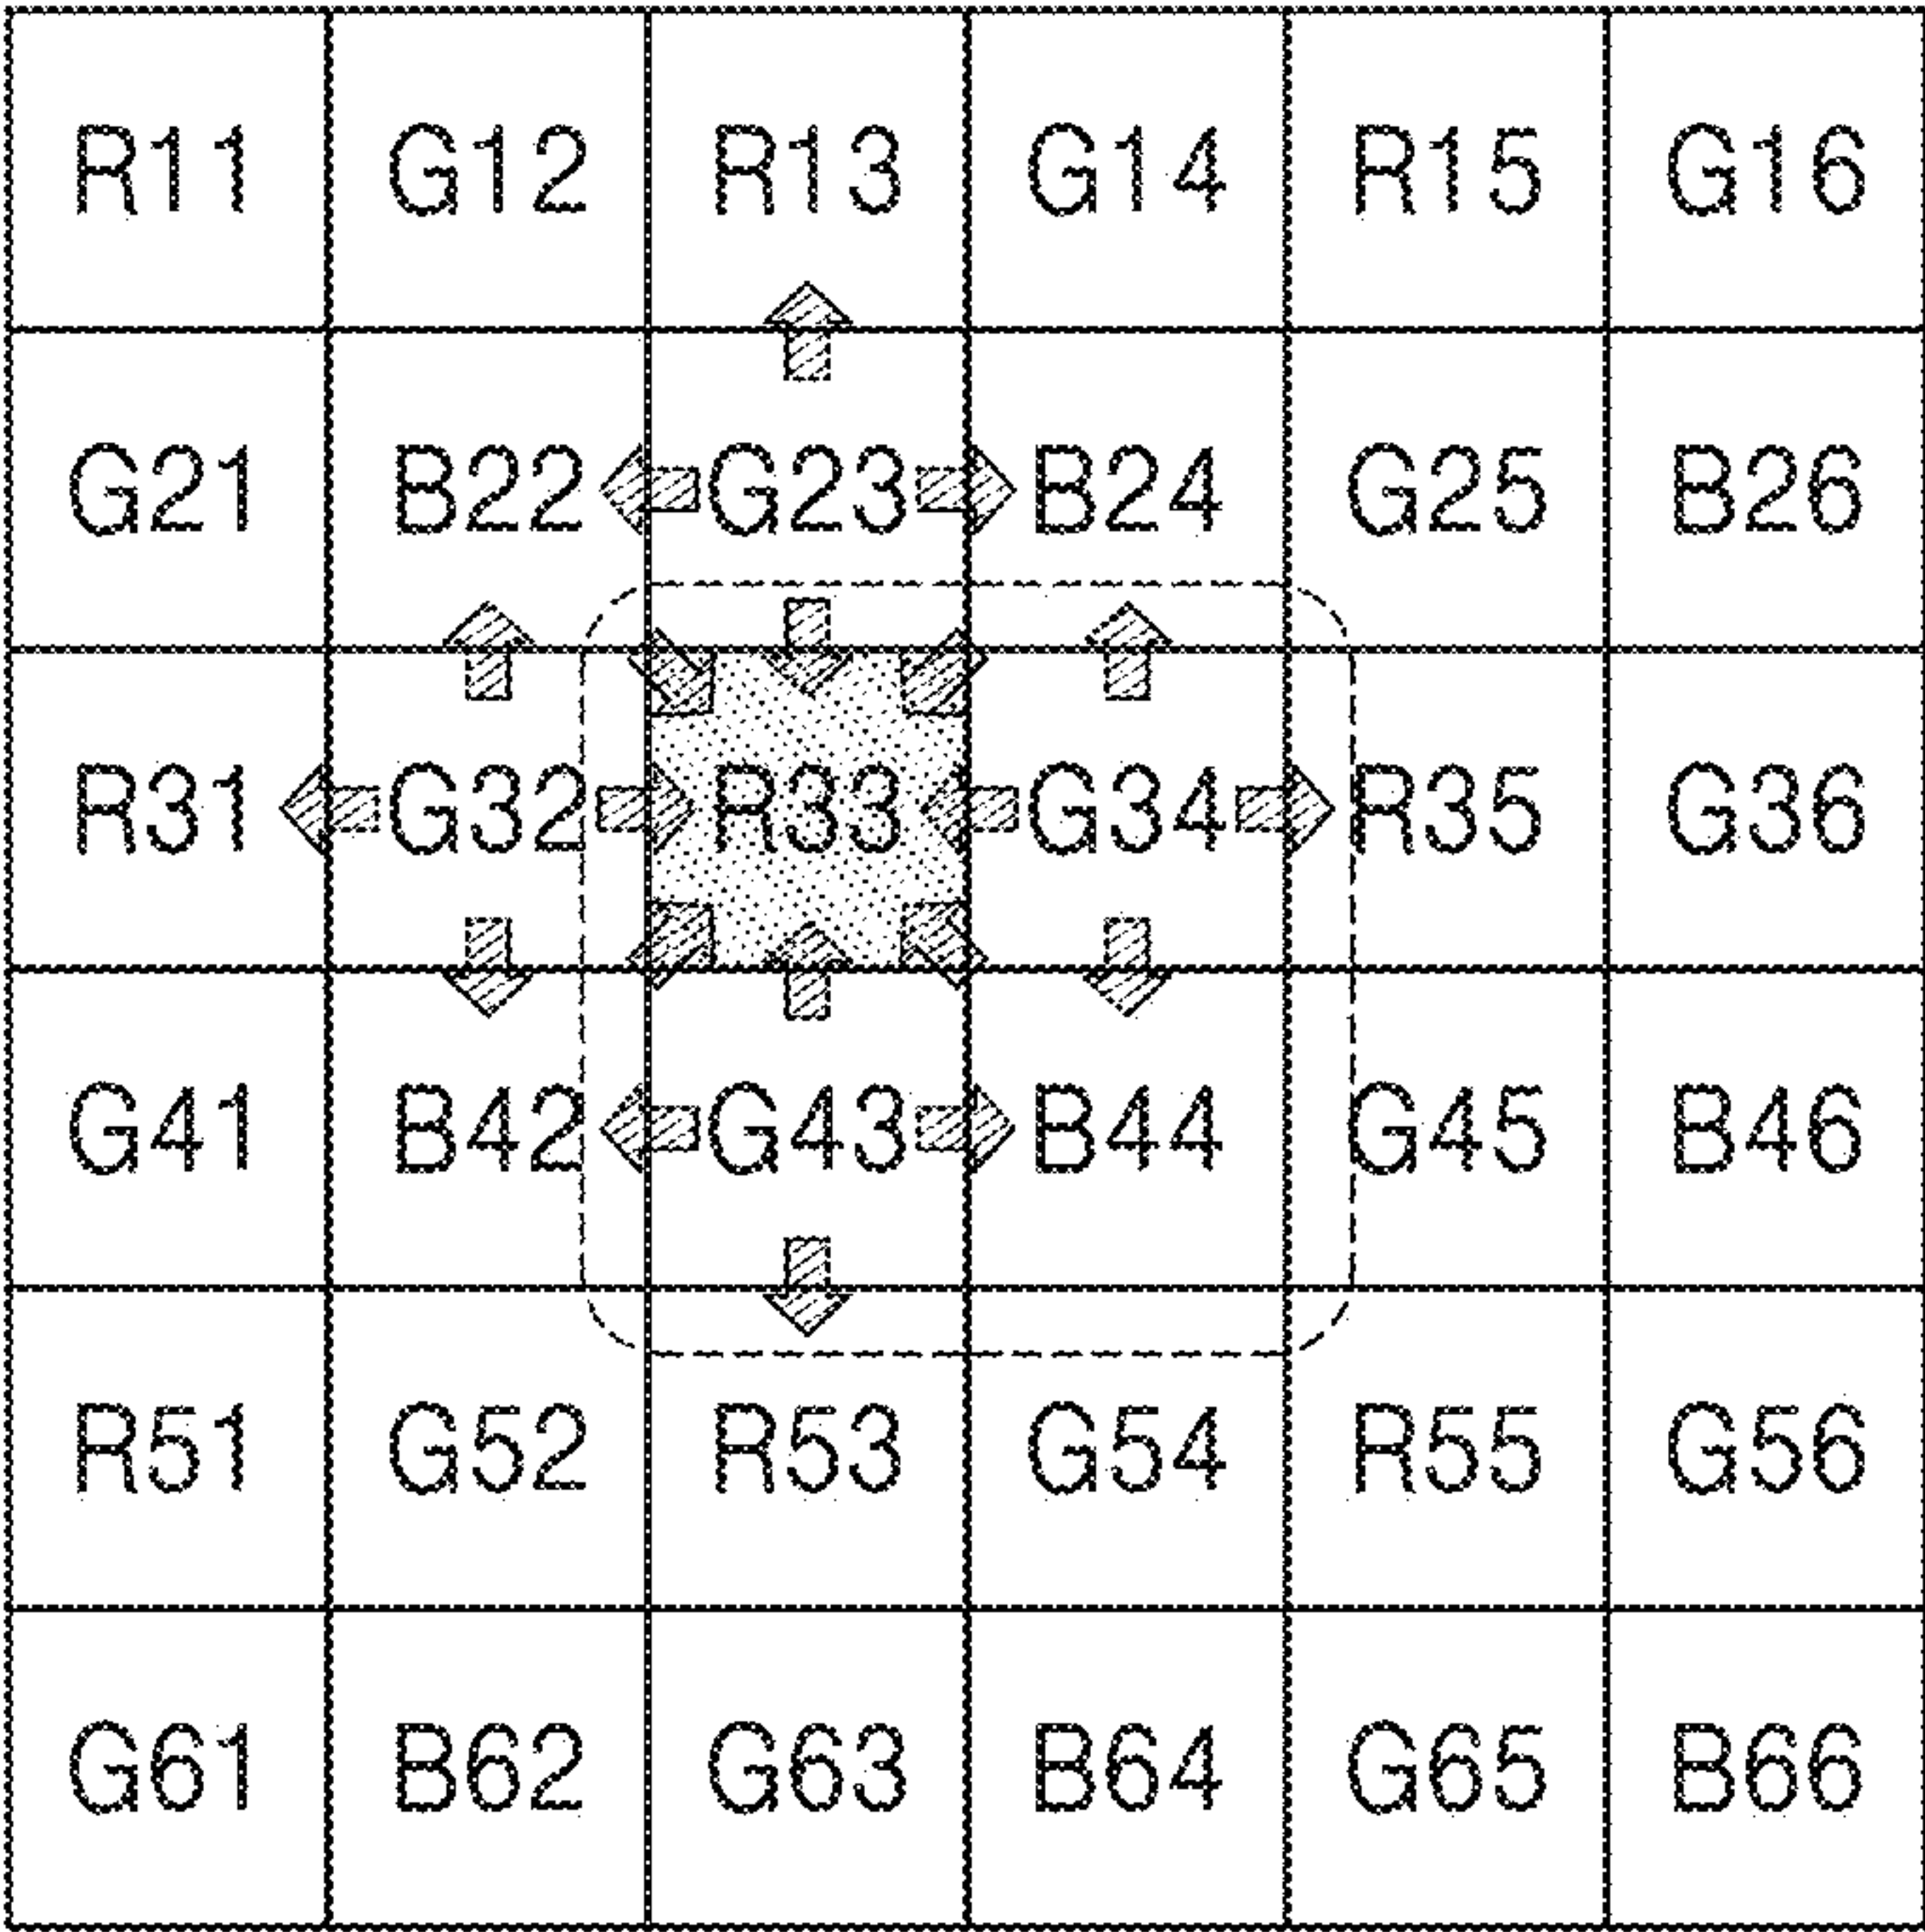 R11 G12 R13 G14 R15 G16
G21 B22 G23 B24 G25 B26
R31 G32 R33 G34 R35 G36
G41 B42 G43 B44 G45 B46
R51 G52 R53 G54 R55 G56
G61 B62 G63 B64 G65 B66